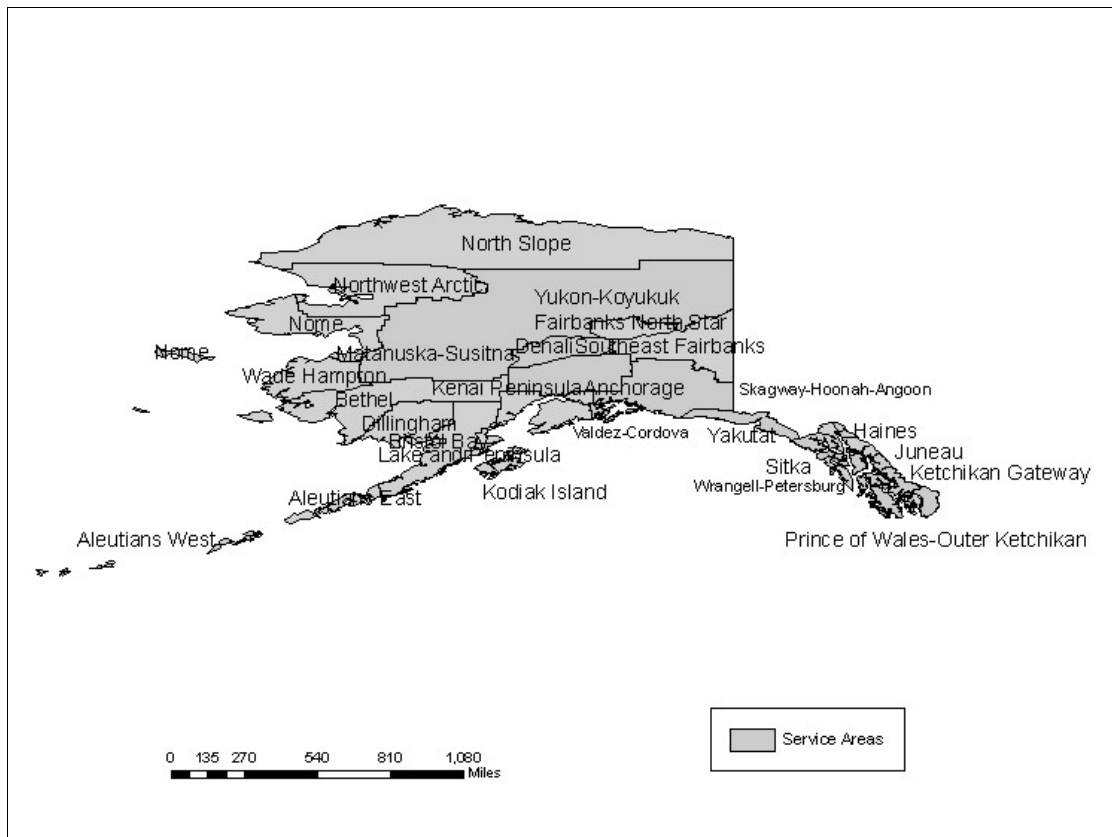 North Slope
Northwest Arctic
Yukon-Koyukuk
Nome
Fairbanks North Star
Nome
Matanuska-Susitna
Denali
Southeast Fairbanks
Wade Hampton
Kenai Peninsula
Anchorage
Skagway-Hoonah-Angoon
Bethel
Dillingham
Valdez-Cordova
Yakutat
Haines
Bristol Bay
Lake and Peninsula
Juneau
Sitka
Ketchikan Gateway
Aleutians East
Kodiak Island
Wrangell-Petersburg
Aleutians West
Prince of Wales-Outer Ketchikan
Service Areas
0 135 270 540 810 1,080
Miles